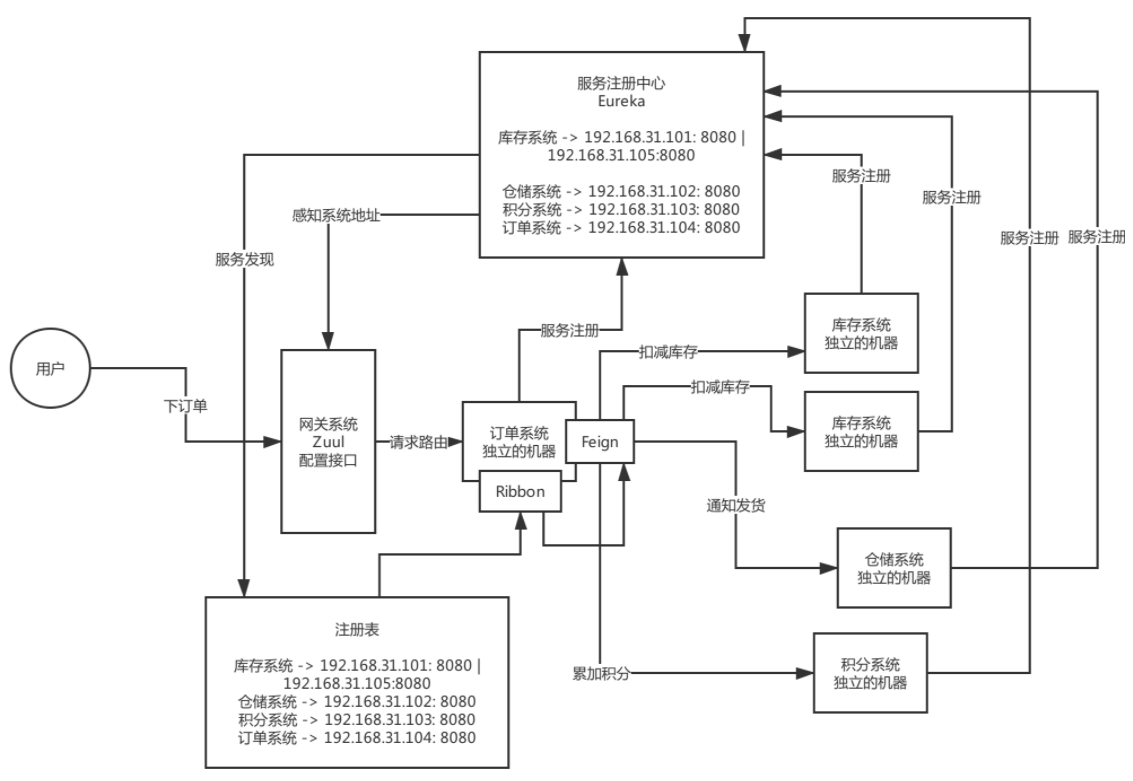 服务注册中心
Eureka
库存系统 -> 192.168.31.101: 8080 |
192.168.31.105:8080
仓储系统 -> 192.168.31.102: 8080
积分系统 -> 192.168.31.103: 8080
订单系统 -> 192.168.31.104: 8080
服务注册
服务注册
服务注册
服务注册
感知系统地址
服务发现
服务注册
库存系统
独立的机器
扣减库存
用户
下订单
网关系统
Zuul
配置接口
请求路由
订单系统
独立的机器
Feign
Ribbon
扣减库存
库存系统
独立的机器
通知发货
仓储系统
独立的机器
注册表
库存系统 -> 192.168.31.101: 8080 |
192.168.31.105:8080
仓储系统 -> 192.168.31.102: 8080
积分系统 -> 192.168.31.103: 8080
订单系统 -> 192.168.31.104: 8080
累加积分
积分系统
独立的机器